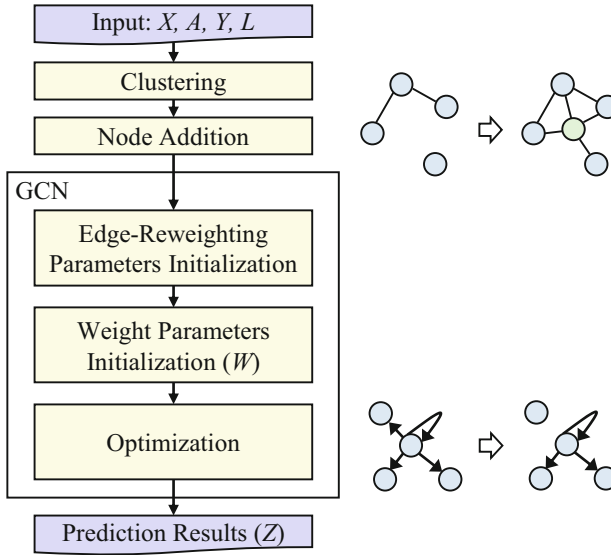 Input: X, A, Y, L
Clustering
Node Addition
GCN
Edge-Reweighting
Parameters Initialization
Weight Parameters
Initialization (W)
Optimization
Prediction Results (Z)